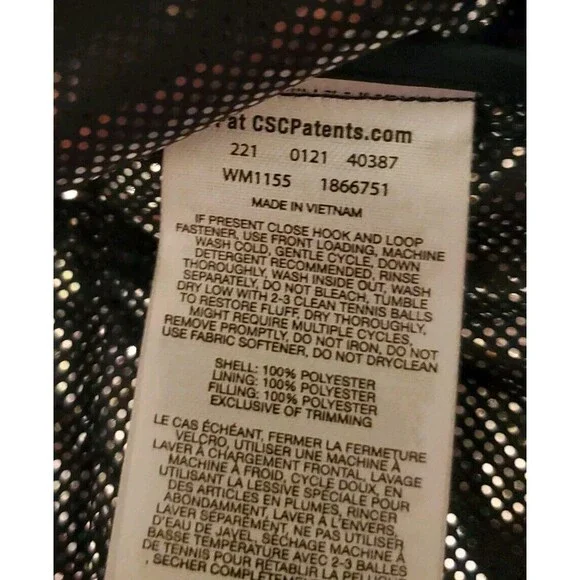 at CSCPatents.com
221 0121 40387
WM1155 1866751
MADE IN VIETNAM
IF PRESENT CLOSE HOOK AND LOOP
FASTENER, USE FRONT LOADING, MACHINE
WASH COLD, GENTLE CYCLE, DOWN
DETERGENT RECOMMENDED, RINSE
THOROUGHLY, WASH INSIDE OUT, WASH
SEPARATELY, DO NOT BLEACH, TUMBLE
DRY LOW WITH 2-3 CLEAN TENNIS BALLS
TO RESTORE FLUFF, DRY THOROUGHLY,
MIGHT REQUIRE MULTIPLE CYCLES,
REMOVE PROMPTLY, DO NOT IRON, DO NOT
USE FABRIC SOFTENER, DO NOT DRYCLEAN
SHELL: 100% POLYESTER
LINING: 100% POLYESTER
FILLING: 100% POLYESTER
EXCLUSIVE OF TRIMMING
LE CAS ÉCHÉANT, FERMER LA FERMETURE
VELCRO, UTILISER UNE MACHINE À
LAVER À CHARGEMENT FRONTAL, LAVAGE
MACHINE À FROID, CYCLE DOUX, EN
UTILISANT LA LESSIVE SPÉCIALE POUR
DES ARTICLES EN PLUMES, RINCER
ABONDAMMENT, LAVER À L'ENVERS
LAVER SEPARÉMENT, NE PAS UTILISER
D'EAU DE JAVEL, SÉCHAGE MACHINE À
BASSE TEMPÉRATURE AVEC 2-3 BALLES
DE TENNIS POUR RÉTABLIR LA
, SÉCHER